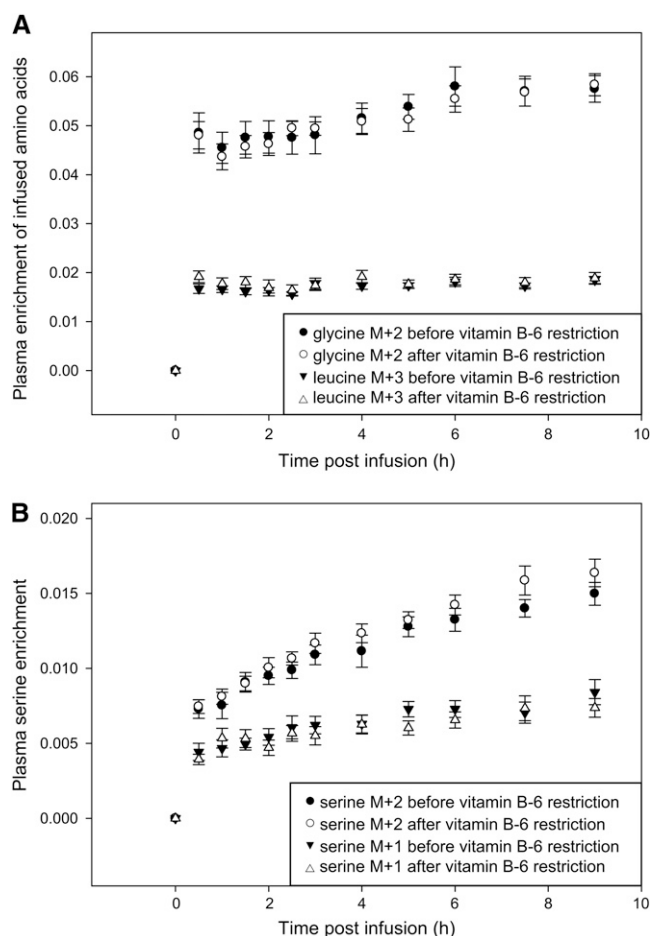 A
Plasma enrichment of infused amino acids
0.06
0.05
0.04
0.03
0.02
0.01
0.00
glycine M+2 before vitamin B-6 restriction
glycine M+2 after vitamin B-6 restriction
leucine M+3 before vitamin B-6 restriction
leucine M+3 after vitamin B-6 restriction
0 2 4 6 8 10
Time post infusion (h)
B
Plasma serine enrichment
0.020
0.015
0.010
0.005
0.000
serine M+2 before vitamin B-6 restriction
serine M+2 after vitamin B-6 restriction
serine M+1 before vitamin B-6 restriction
serine M+1 after vitamin B-6 restriction
0 2 4 6 8 10
Time post infusion (h)